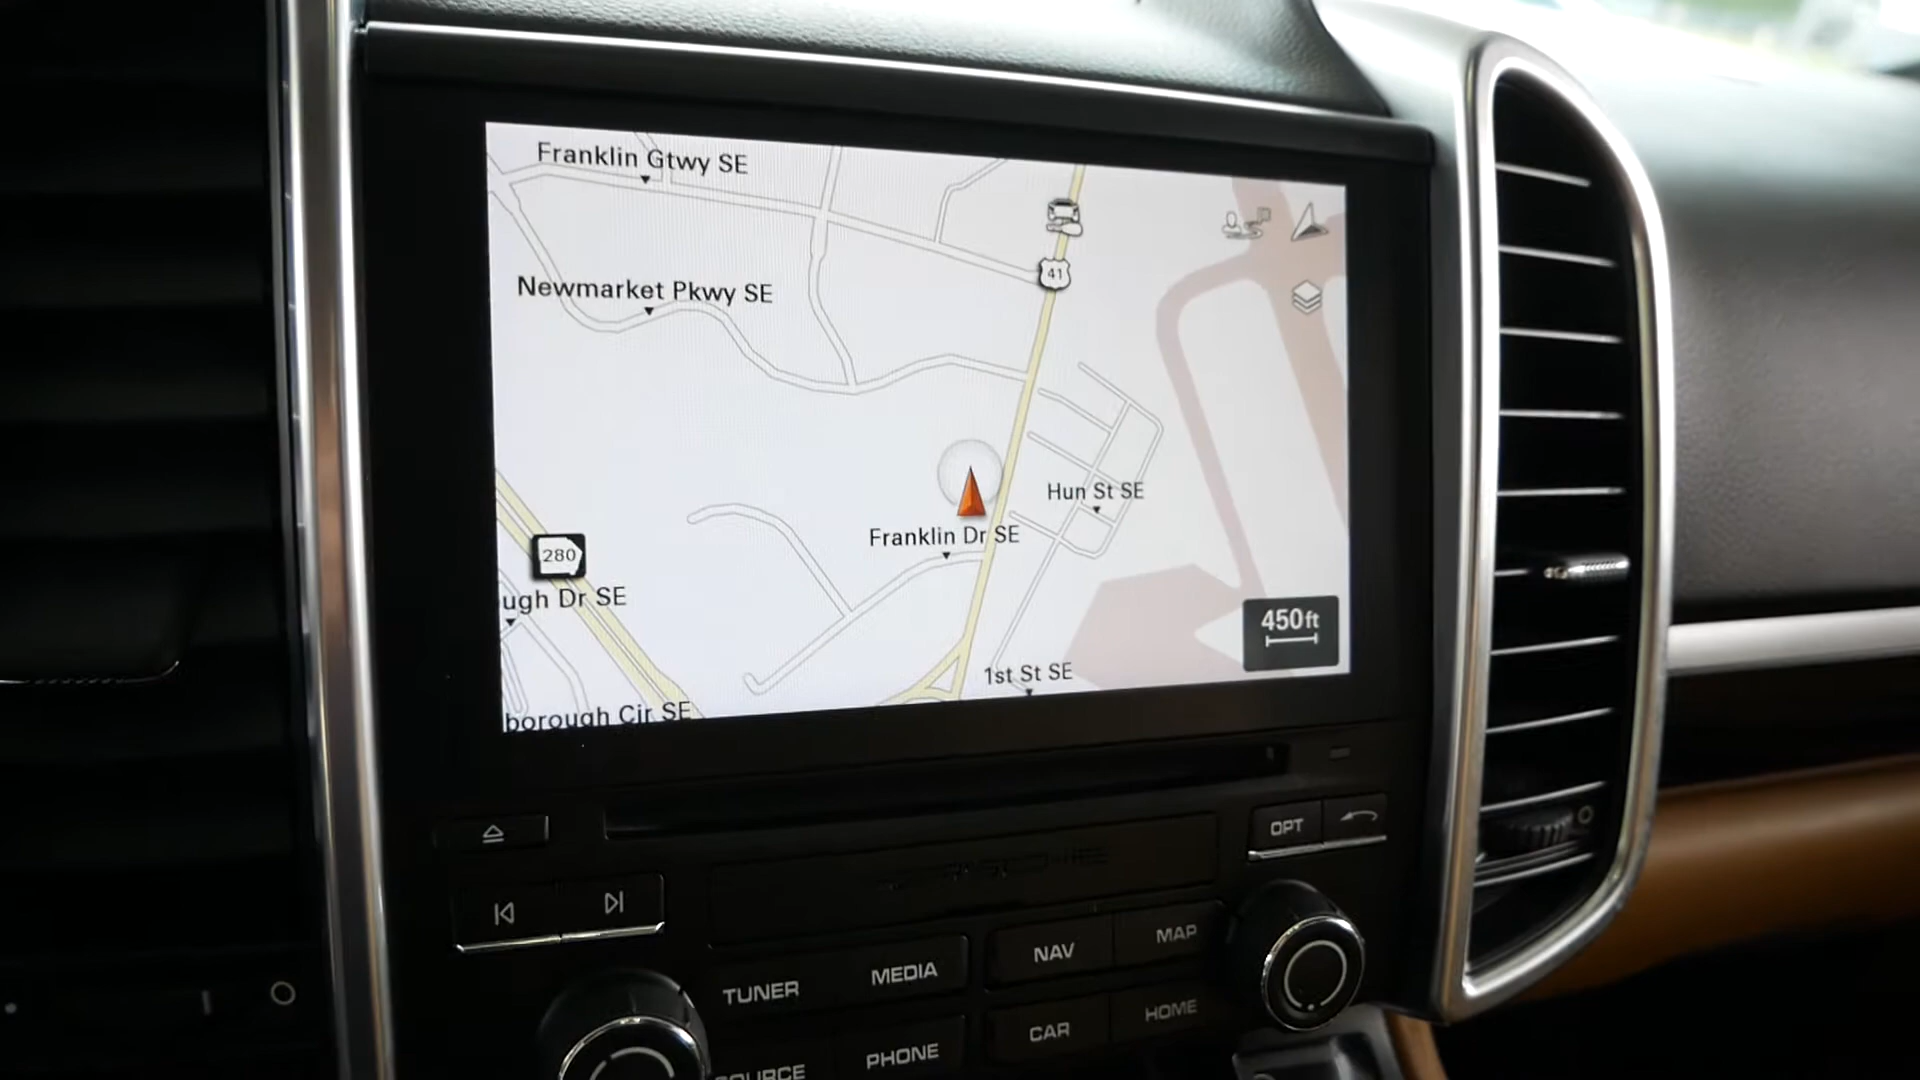 Franklin Gtwy SE
41
Newmarket Pkwy SE
Hun St SE
Franklin Dr SE
280
ugh Dr SE
450ft
1st St SE
borough Cir SE
OPT
NAV
MAP
TUNER
MEDIA
CAR
HOME
PHONE
SOURCE